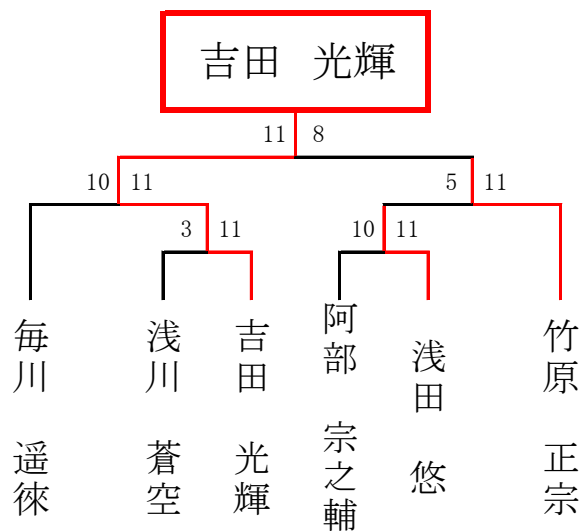 吉田 光輝
11 8
10 11
5 11
3 11
10 11
毎川 遥徠
浅川 蒼空
吉田 光輝
阿部 宗之輔
浅田 悠
竹原 正宗